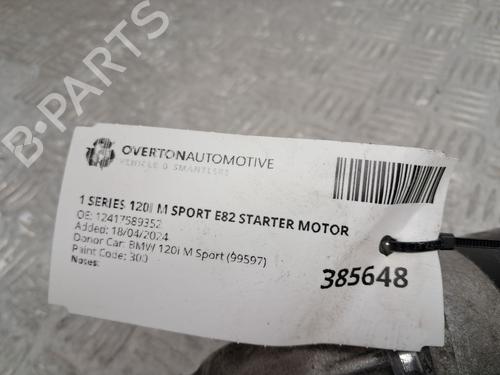 OVERTONAUTOMOTIVE
VEHICLE DISMANTLERS
1 SERIES 120I M SPORT E82 STARTER MOTOR
OE: 12417589352
Added: 18/04/2024
Donor Car: BMW 120i M Sport (99597)
Paint Code: 300
Notes:
385648
B-PARTS